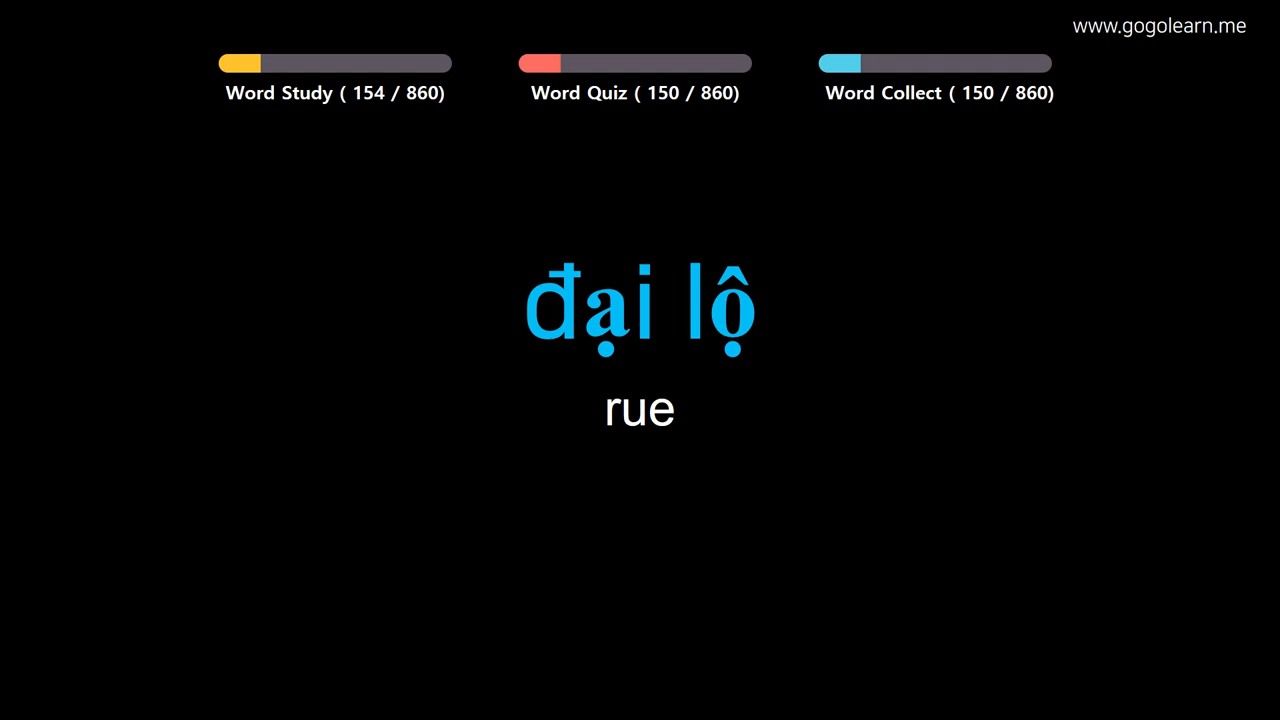 www.gogolearn.me
Word Study ( 154 / 860)
Word Quiz ( 150 / 860)
Word Collect ( 150 / 860)
đại lộ
rue